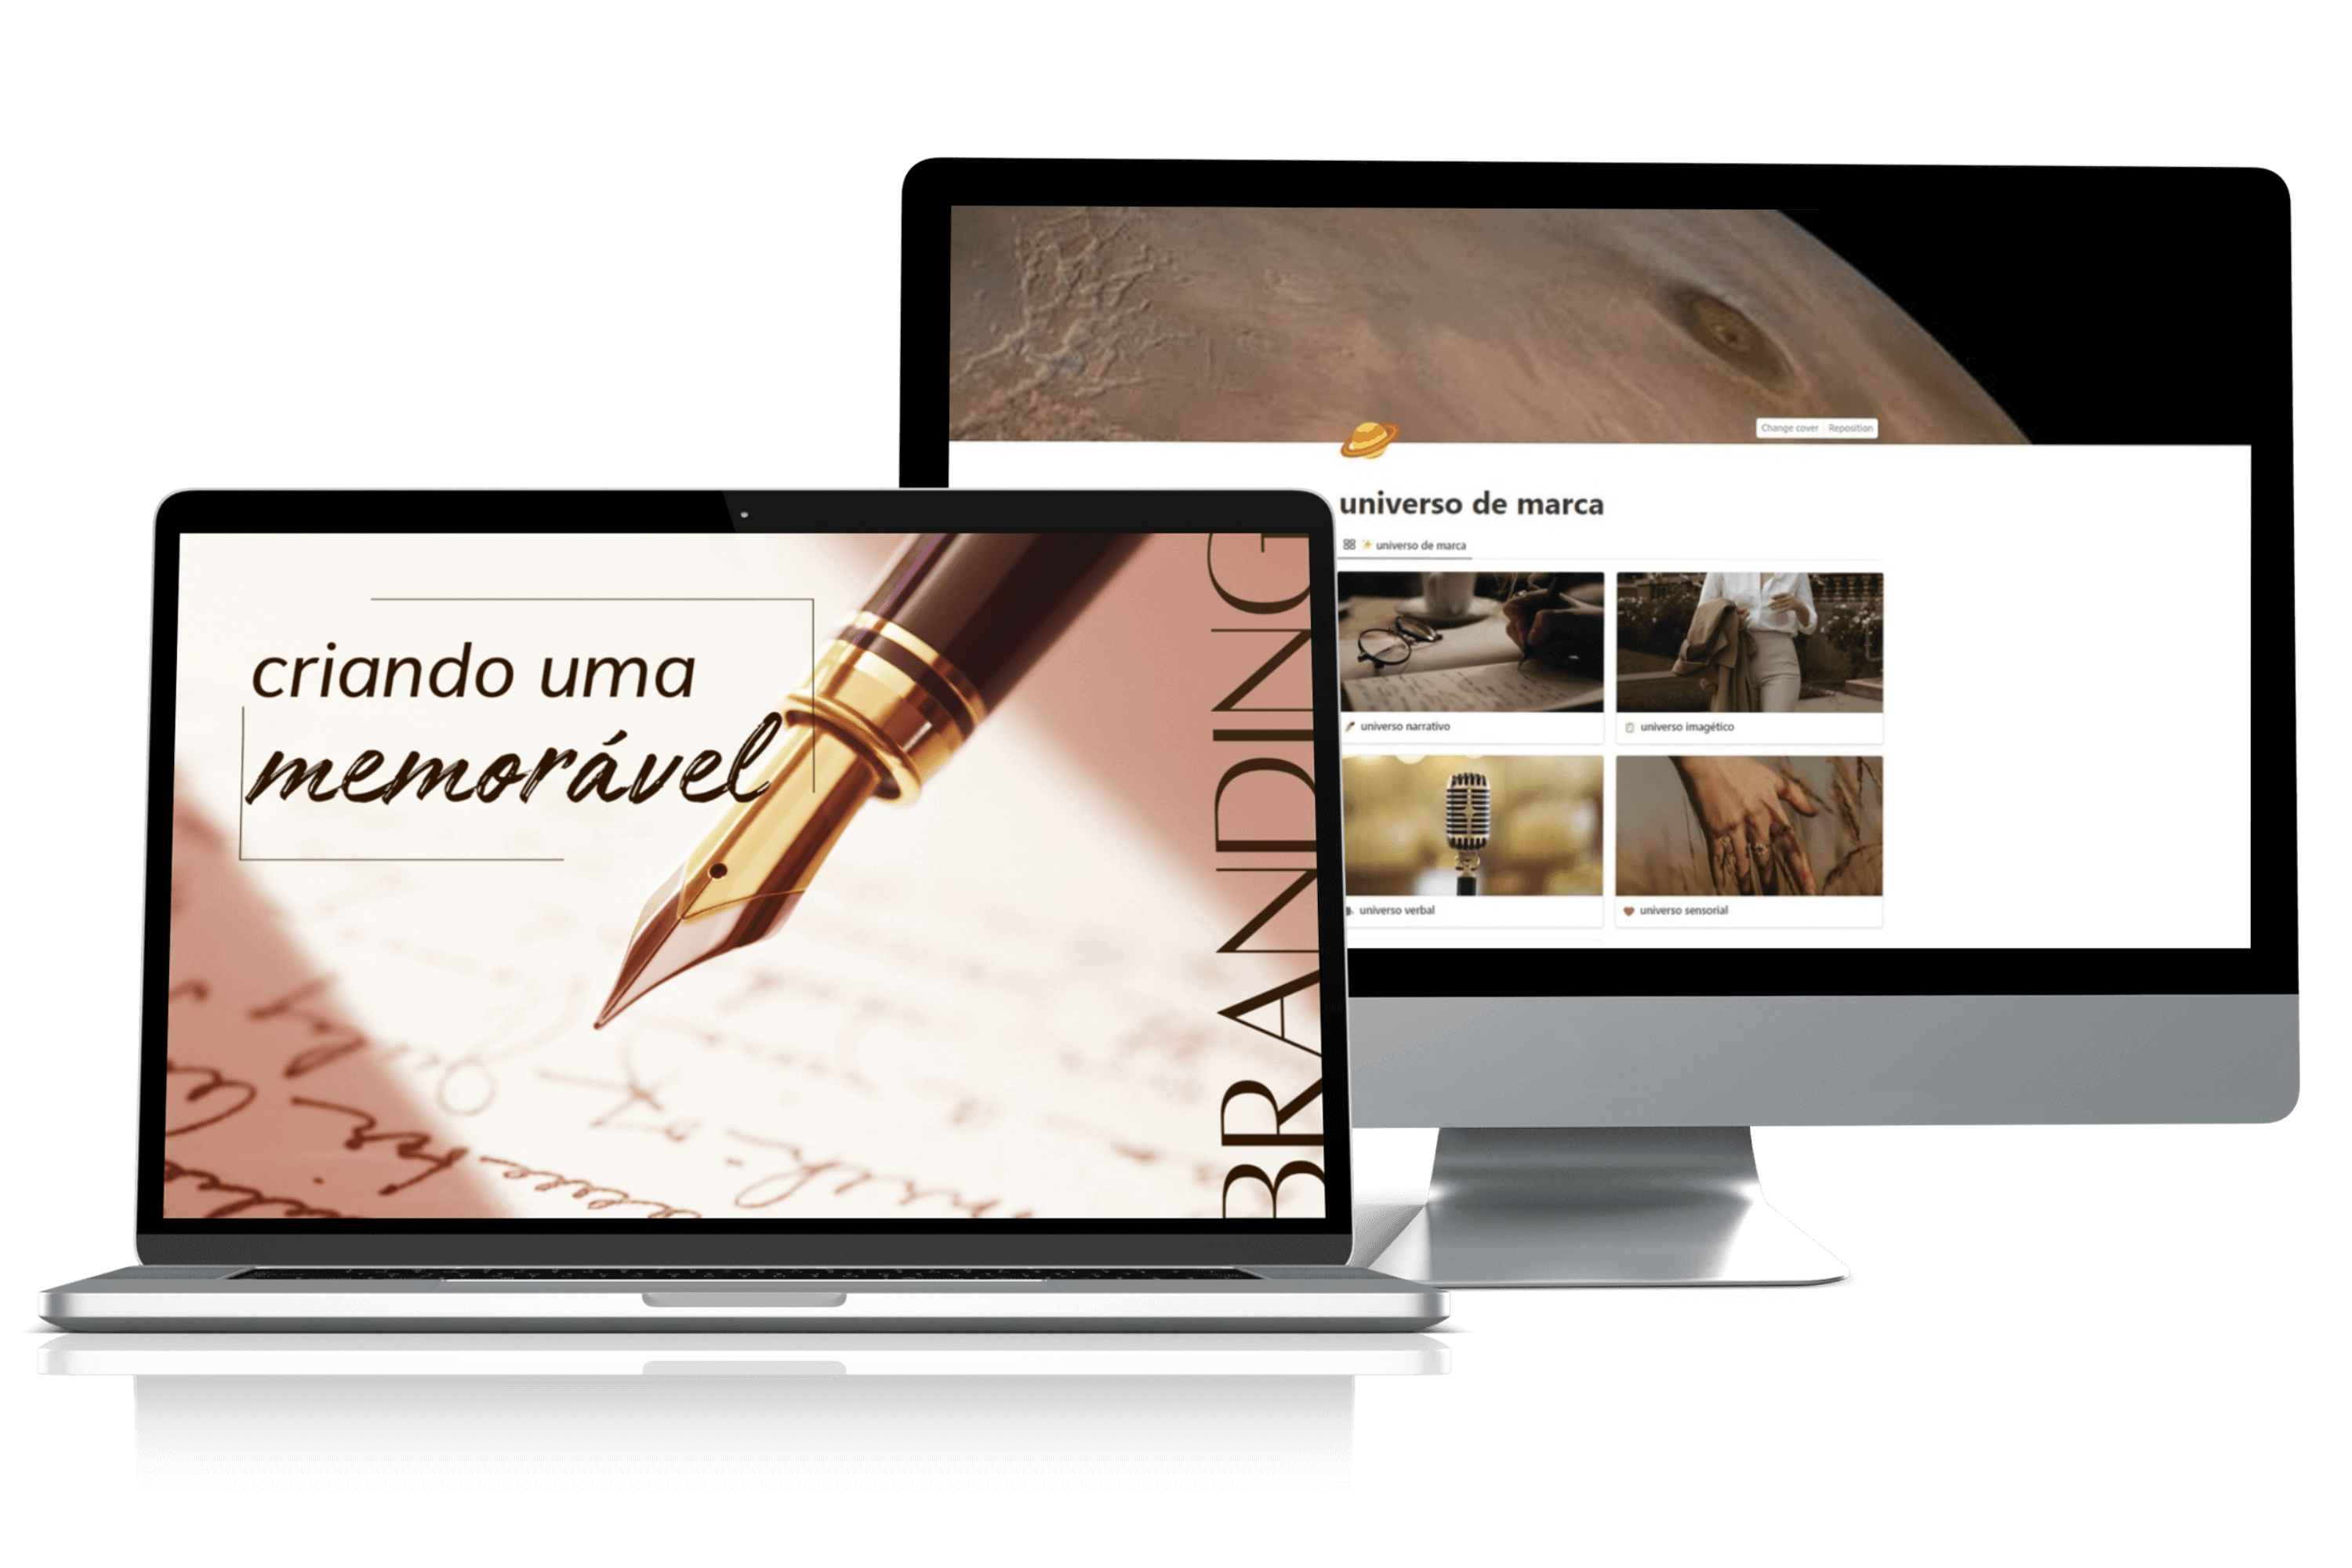 criando uma
memorável
BRANDING
Change cover Reposition
universo de marca
universo de marca
universo narrativo
universo imagético
universo verbal
universo sensorial